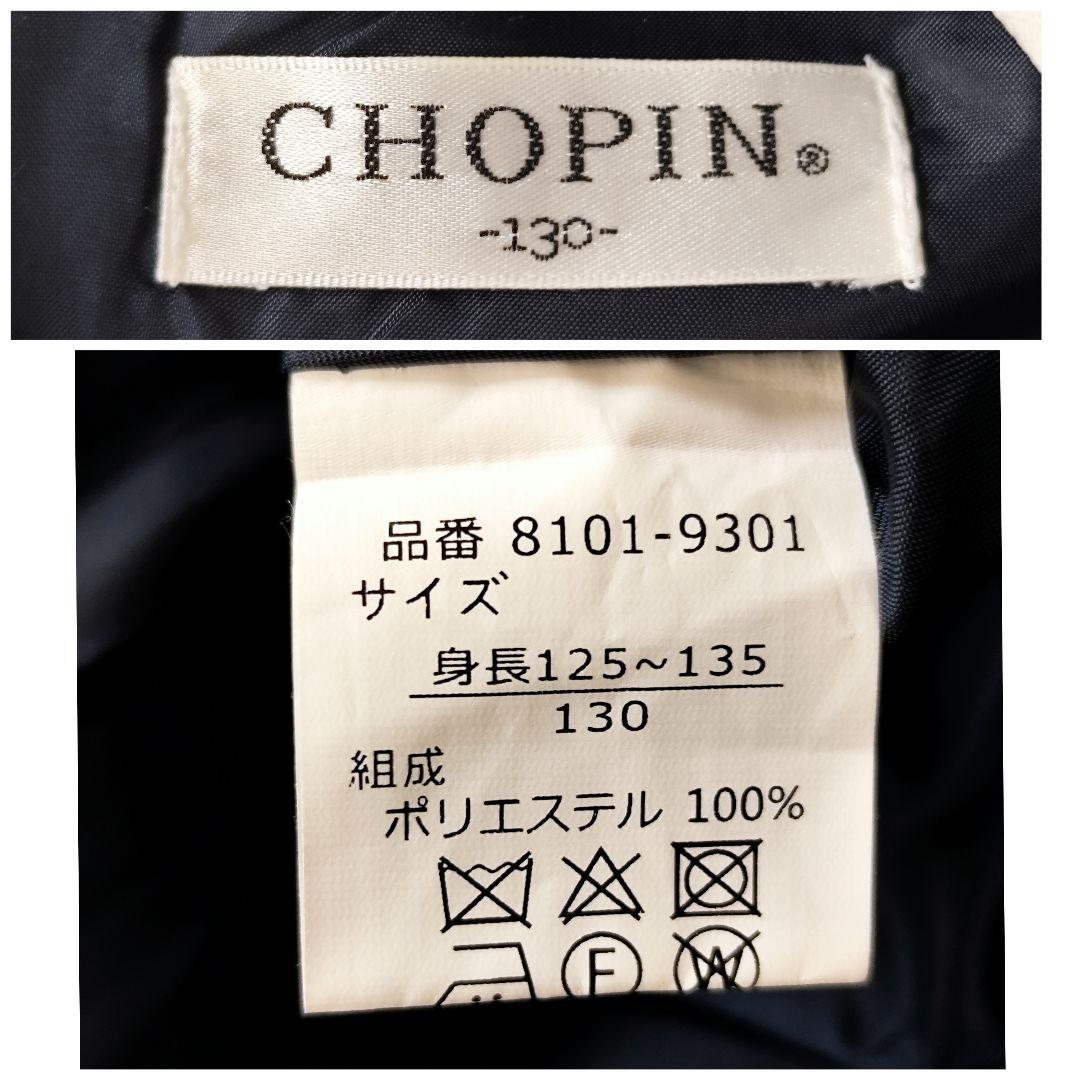 CHOPIN®
-130-
品番 8101-9301
サイズ
身長125~135
130
組成
ポリエステル 100%
F
W